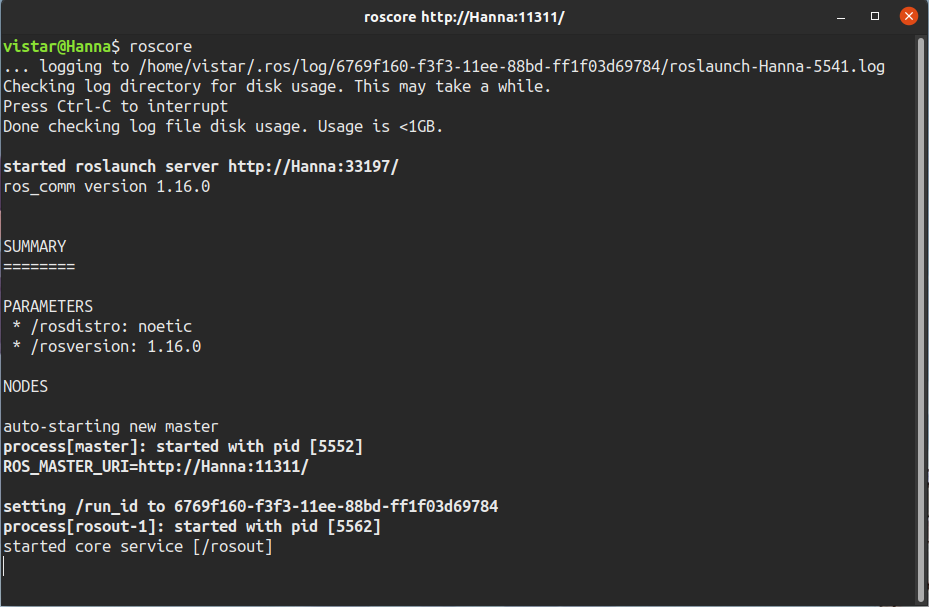 roscore http://Hanna:11311/
vistar@Hanna$ roscore
... logging to /home/vistar/.ros/log/6769f160-f3f3-11ee-88bd-ff1f03d69784/roslaunch-Hanna-5541.log
Checking log directory for disk usage. This may take a while.
Press Ctrl-C to interrupt
Done checking log file disk usage. Usage is <1GB.
started roslaunch server http://Hanna:33197/
ros_comm version 1.16.0
SUMMARY
========
PARAMETERS
 * /rosdistro: noetic
 * /rosversion: 1.16.0
NODES
auto-starting new master
process[master]: started with pid [5552]
ROS_MASTER_URI=http://Hanna:11311/
setting /run_id to 6769f160-f3f3-11ee-88bd-ff1f03d69784
process[rosout-1]: started with pid [5562]
started core service [/rosout]